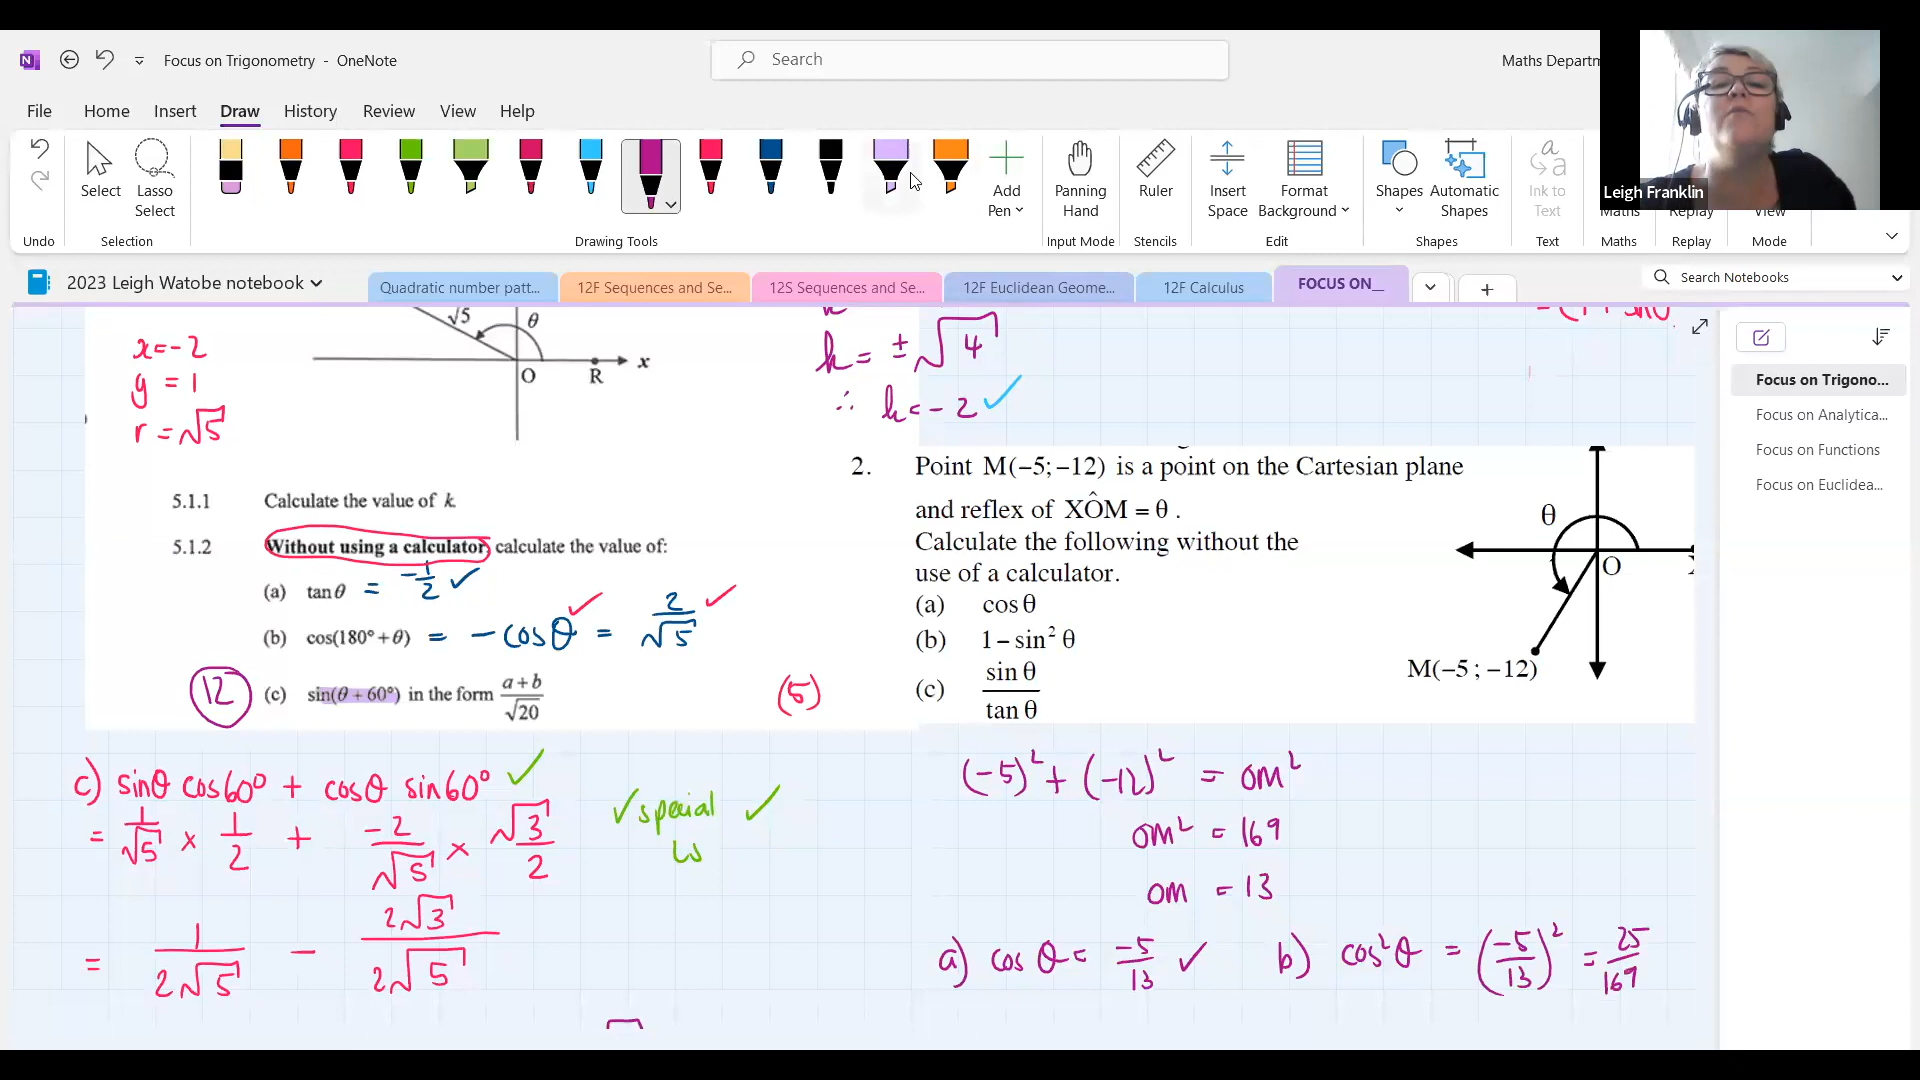 Focus on Trigonometry - OneNote
Search
Maths Departm
File Home Insert Draw History Review View Help
Select
Lasso Select
Add Pen
Panning Hand
Ruler
Insert Space
Format Background
Shapes
Automatic Shapes
Ink to Text
Maths
Replay
View
Leigh Franklin
Undo
Selection
Drawing Tools
Input Mode
Stencils
Edit
Shapes
Text
Maths
Replay
Mode
2023 Leigh Watobe notebook
Quadratic number patt...
12F Sequences and Se...
12S Sequences and Se...
12F Euclidean Geome...
12F Calculus
FOCUS ON_
Search Notebooks
Focus on Trigono...
Focus on Analytica...
Focus on Functions
Focus on Euclidea...
x = -2
y = 1
r = √5
√5
θ
x
O
R
k = ±√4
∴ k = -2 ✓
5.1.1 Calculate the value of k.
5.1.2 Without using a calculator, calculate the value of:
(a) tan θ = -1/2 ✓
(b) cos(180° + θ) = -cos θ ✓ = 2/√5 ✓
12
(c) sin(θ + 60°) in the form (a + b)/√20
(5)
c) sinθ cos60° + cosθ sin60° ✓
= 1/√5 × 1/2 + -2/√5 × √3/2
✓ special ✓
Ls
= 1/2√5 - 2√3/2√5
2. Point M(−5; −12) is a point on the Cartesian plane
and reflex of XÔM = θ .
Calculate the following without the
use of a calculator.
(a) cos θ
(b) 1 − sin² θ
(c) sin θ/tan θ
θ
O
M(−5 ; −12)
(-5)² + (-12)² = OM²
OM² = 169
OM = 13
a) cos θ = -5/13 ✓
b) cos²θ = (-5/13)² = 25/169